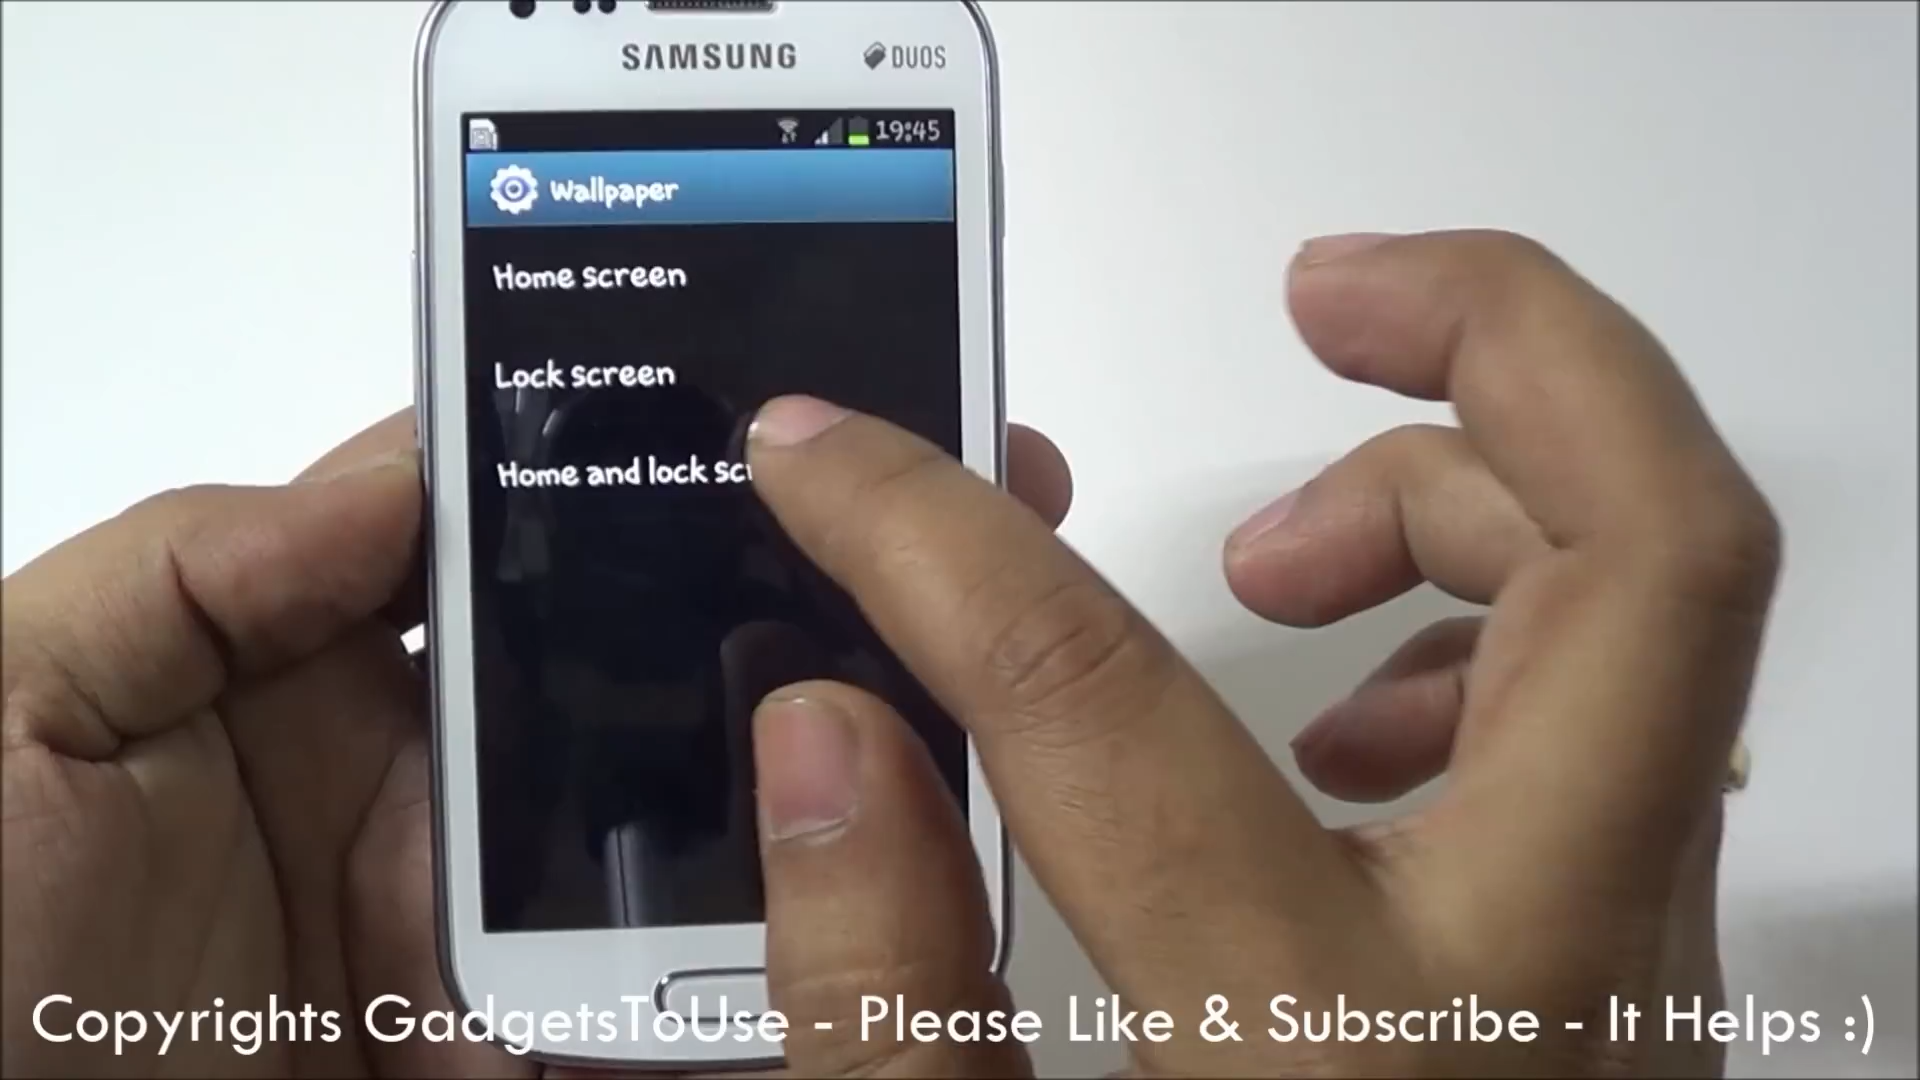 SAMSUNG DUOS
19:45
Wallpaper
Home screen
Lock screen
Home and lock
Copyrights GadgetsToUse - Please Like & Subscribe - It Helps :)